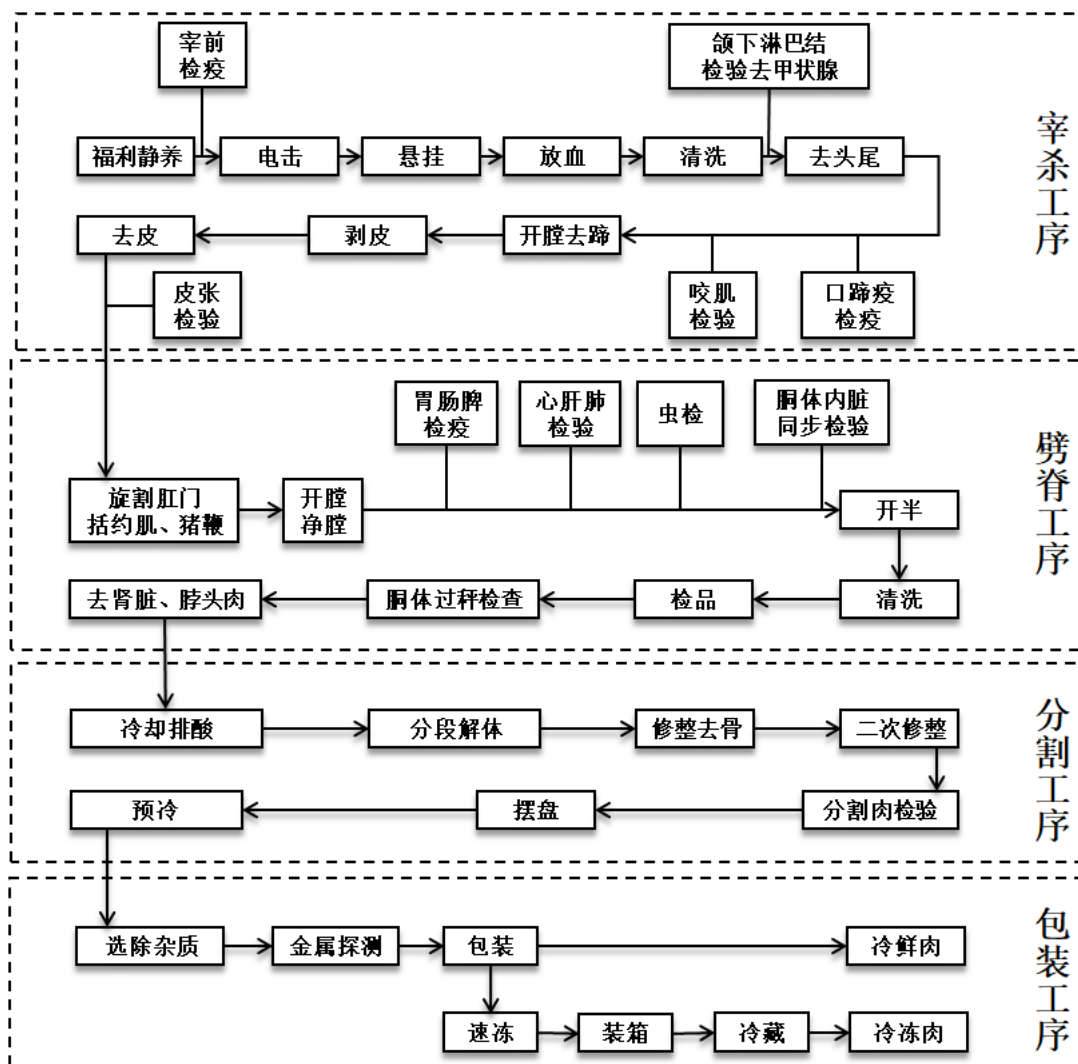 宰前
检疫
颌下淋巴结
检验去甲状腺
福利静养
电击
悬挂
放血
清洗
去头尾
去皮
剥皮
开膛去蹄
皮张
检验
咬肌
检验
口蹄疫
检疫
宰杀工序
胃肠脾
检疫
心肝肺
检验
虫检
胴体内脏
同步检验
旋割肛门
括约肌、猪鞭
开膛
净膛
开半
去肾脏、脖头肉
胴体过秤检查
检品
清洗
劈脊工序
冷却排酸
分段解体
修整去骨
二次修整
预冷
摆盘
分割肉检验
分割工序
选除杂质
金属探测
包装
冷鲜肉
速冻
装箱
冷藏
冷冻肉
包装工序